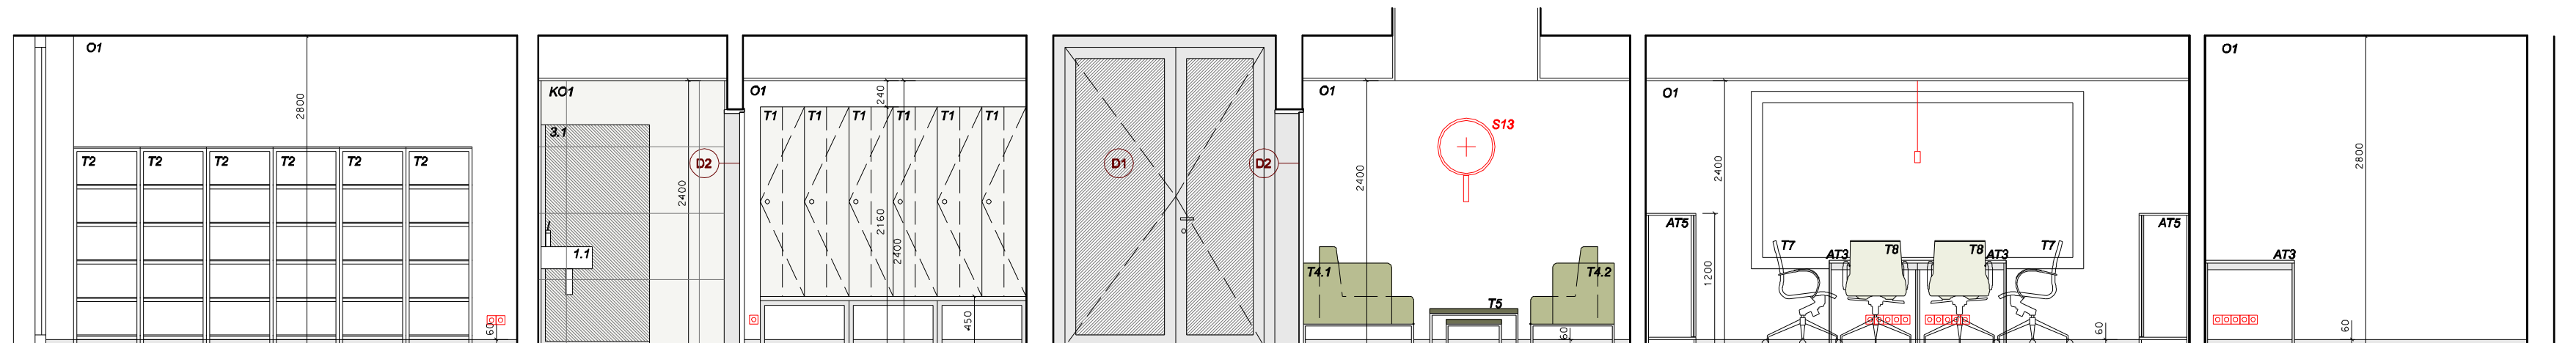 O1
2800
T2 T2 T2 T2 T2 T2
60
KO1
3.1
1.1
2400
D2
O1
240
T1 T1 T1 T1 T1 T1
2160
2400
450
D1
D2
O1
2400
S13
T4.1
T5
T4.2
60
O1
2400
AT5
1200
T7
AT3
T8
T8
AT3
T7
AT5
60
O1
2800
AT3
60